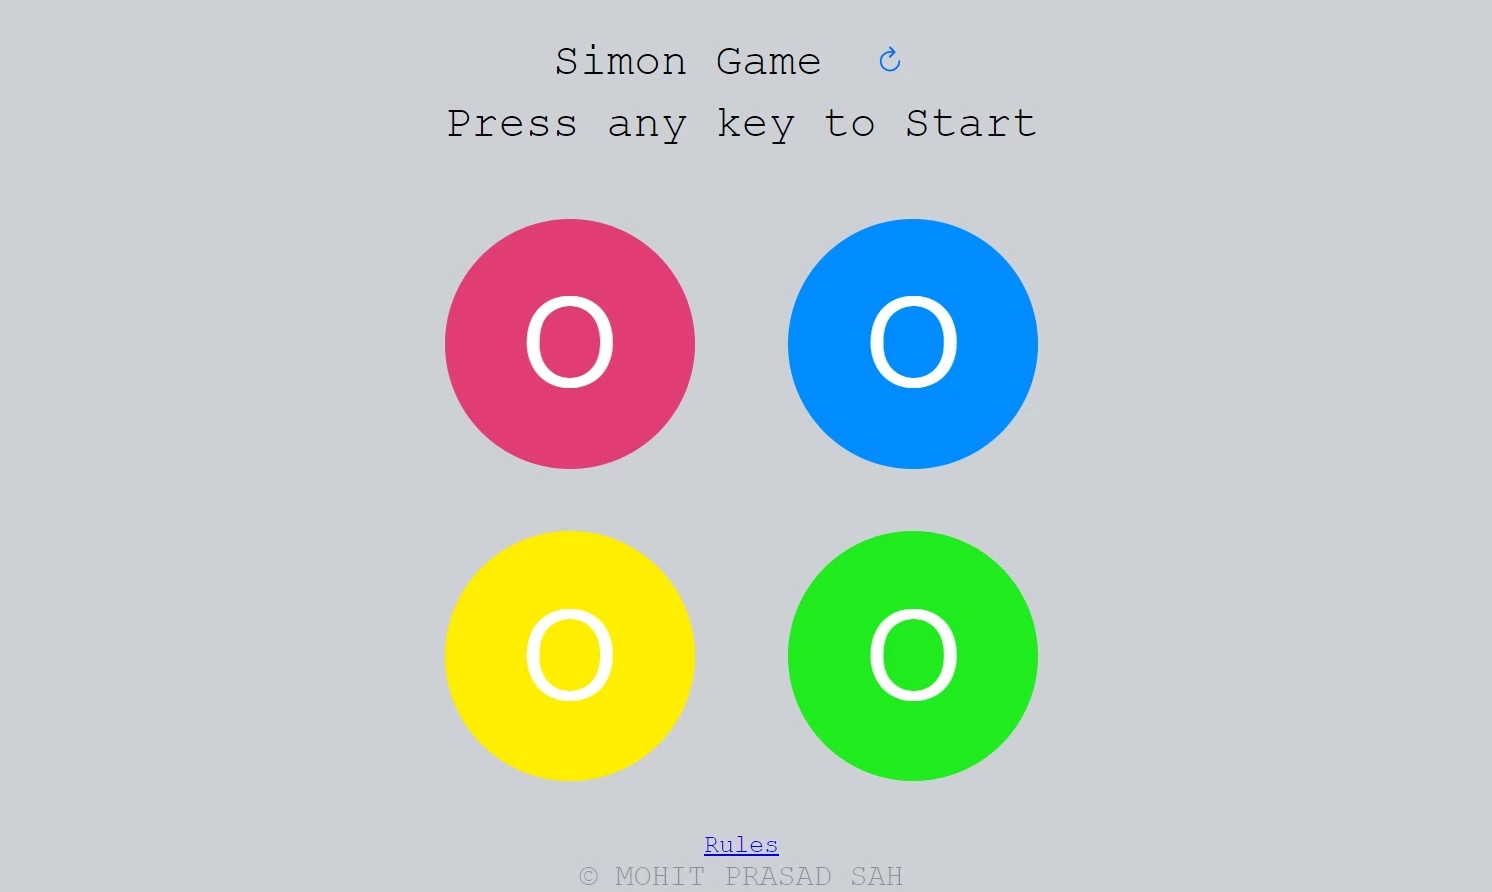 Simon Game
Press any key to Start
O O
O O
Rules
© MOHIT PRASAD SAH